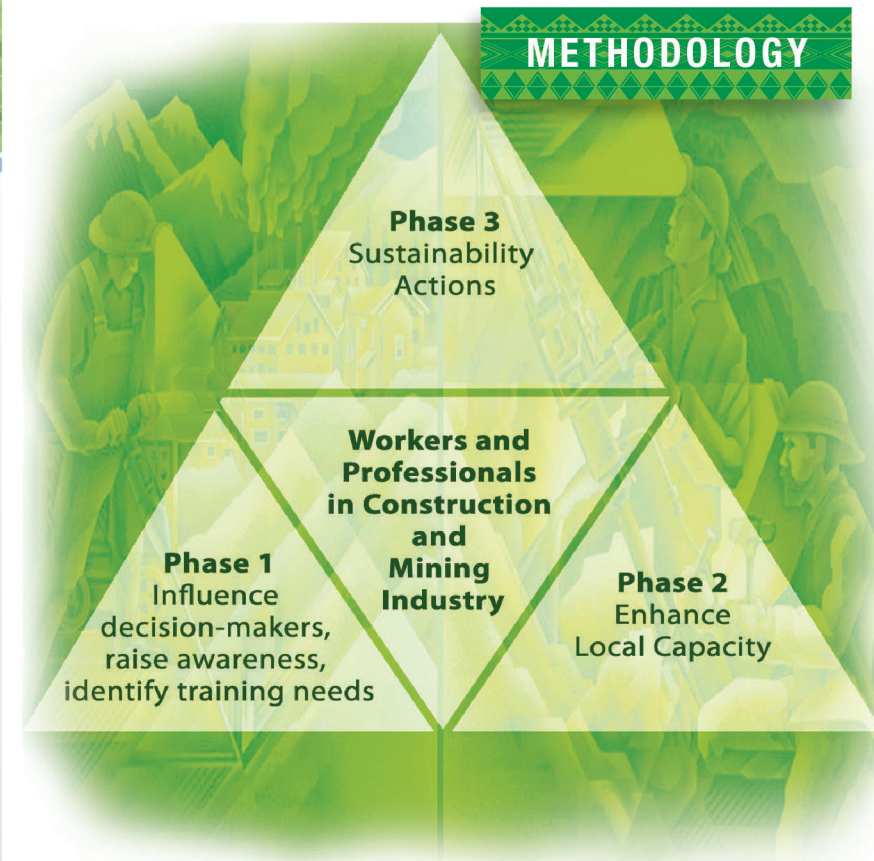 METHODOLOGY
Phase 3
Sustainability
Actions
Workers and
Professionals
in Construction
and
Mining
Industry
Phase 1
Influence
decision-makers,
raise awareness,
identify training needs
Phase 2
Enhance
Local Capacity